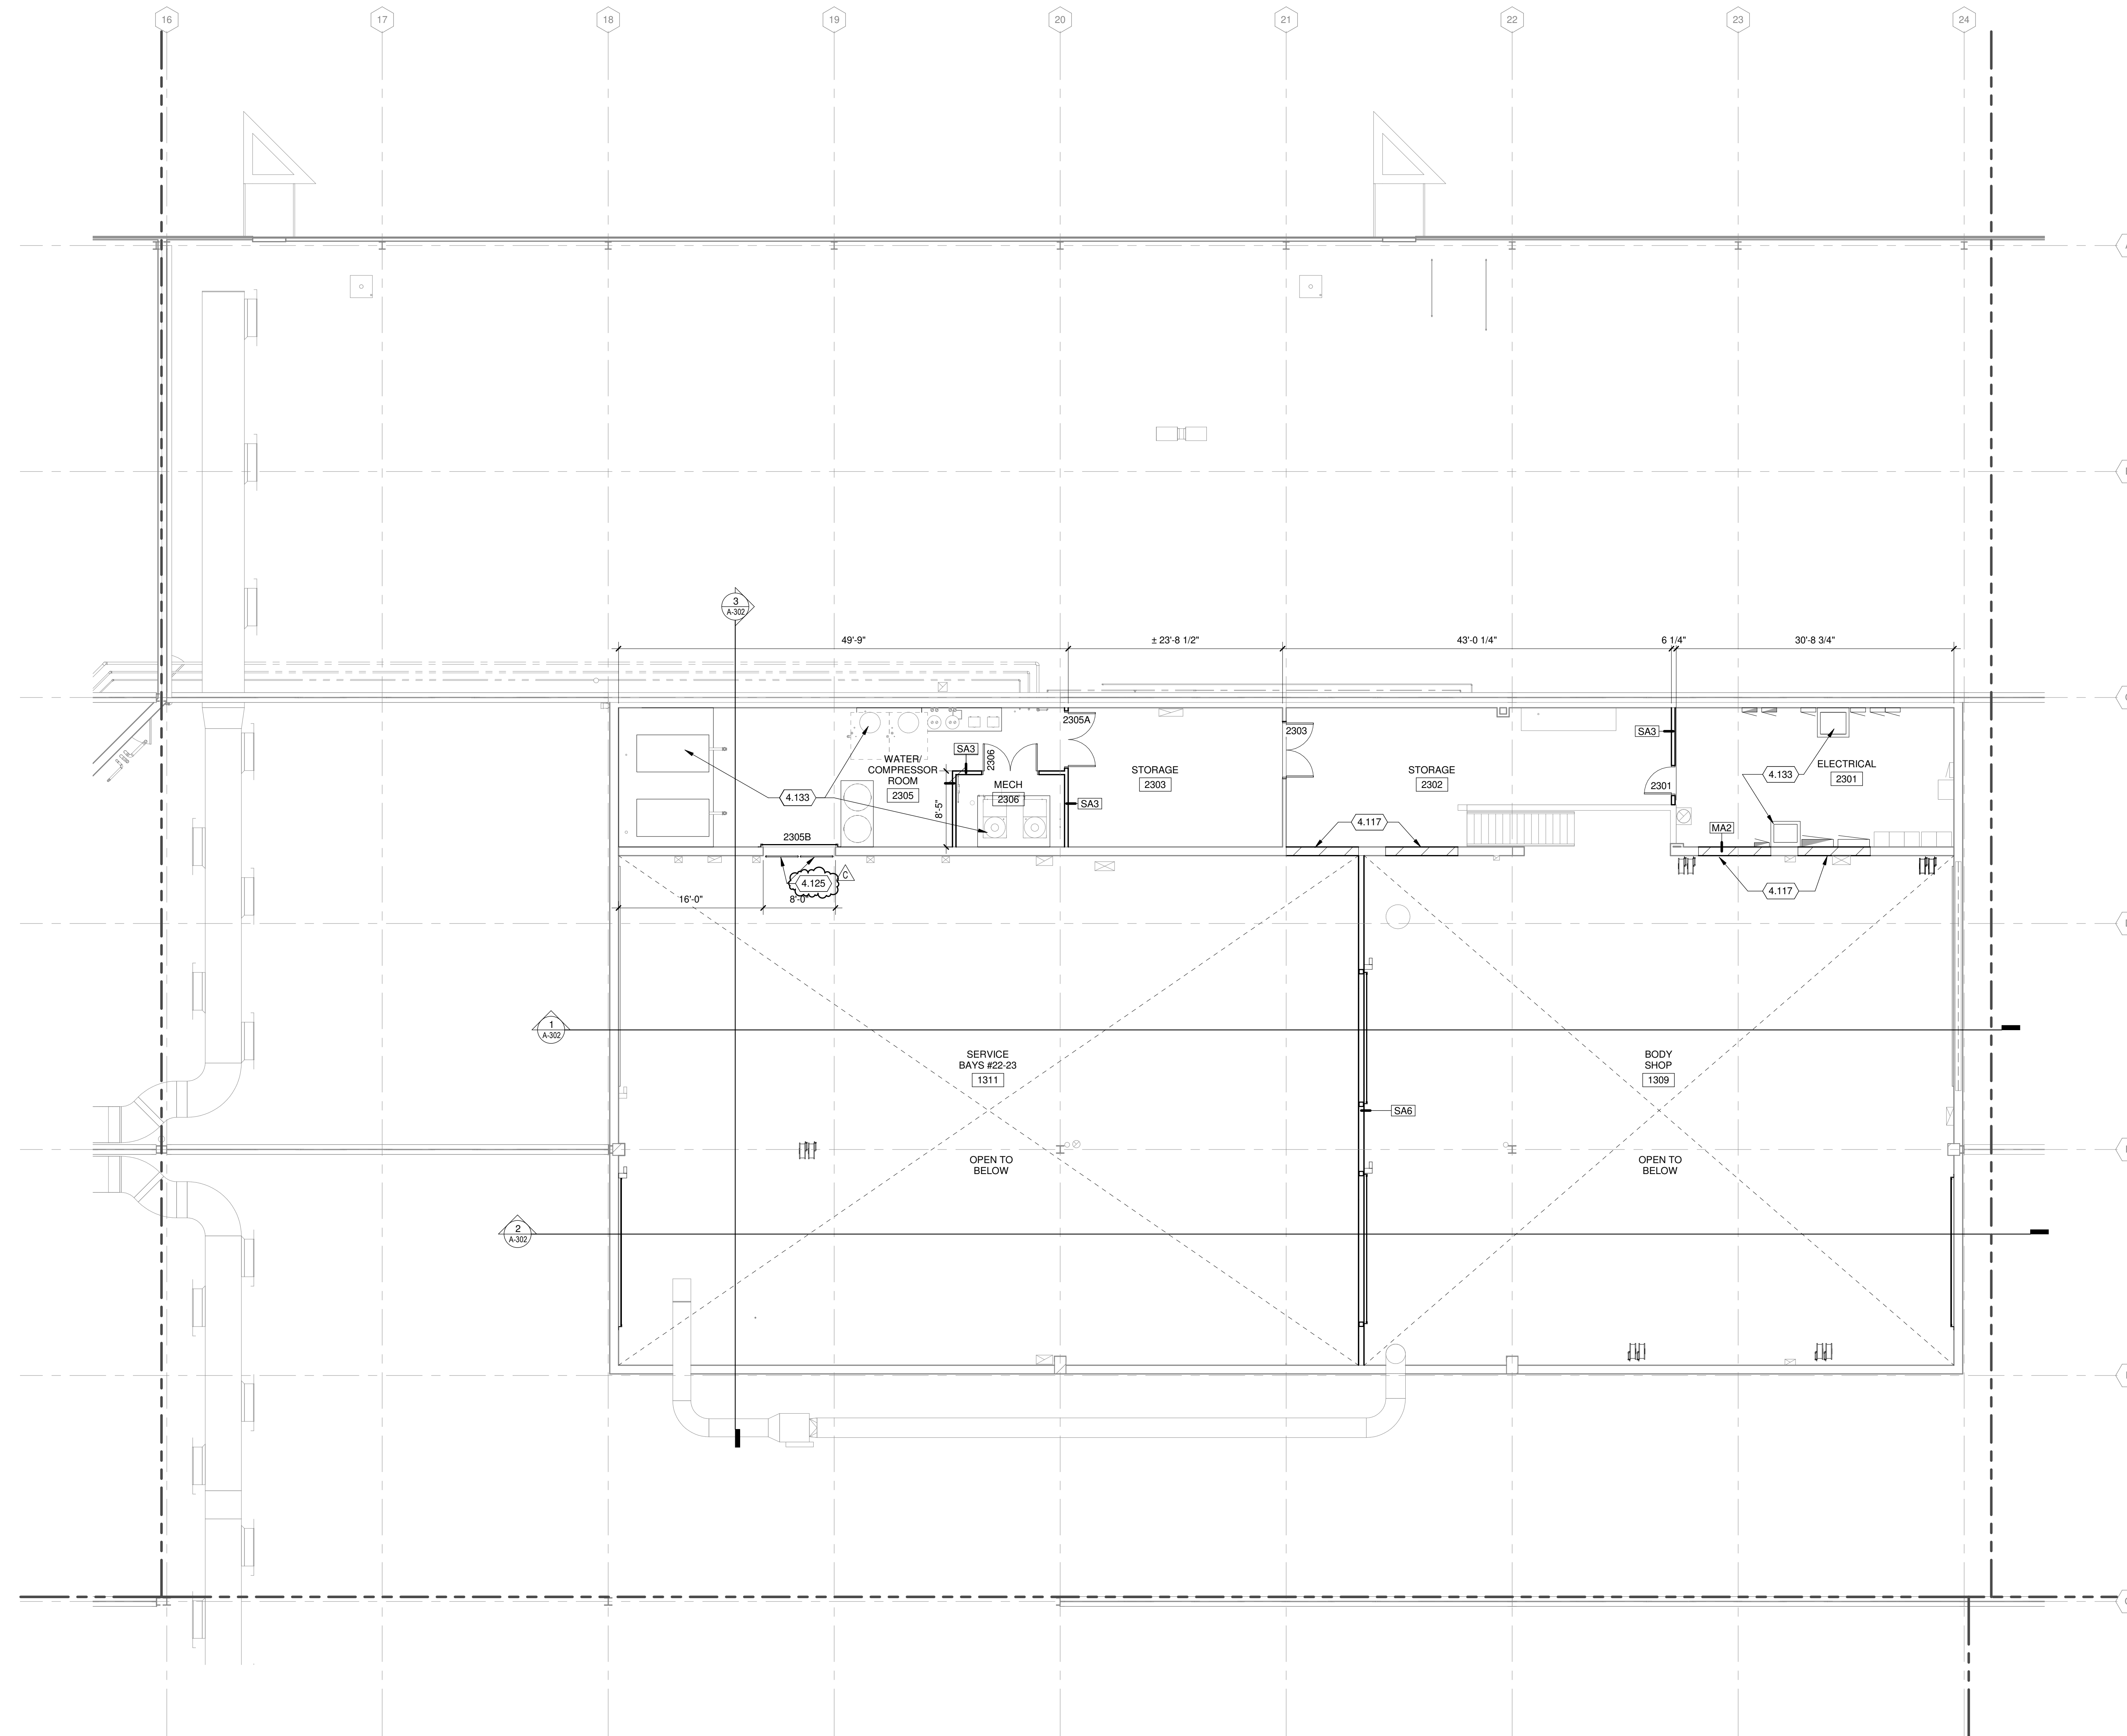 16
17
18
19
20
21
22
23
24
3
A-302
49'-9"
± 23'-8 1/2"
43'-0 1/4"
6 1/4"
30'-8 3/4"
2305A
2303
SA3
2306
SA3
WATER/
COMPRESSOR
ROOM
2305
MECH
2306
STORAGE
2303
STORAGE
2302
ELECTRICAL
2301
2301
4.133
4.133
8'-5"
SA3
4.117
MA2
2305B
4.125
C
4.117
16'-0"
8'-0"
1
A-302
SERVICE
BAYS #22-23
1311
BODY
SHOP
1309
SA6
OPEN TO
BELOW
OPEN TO
BELOW
2
A-302